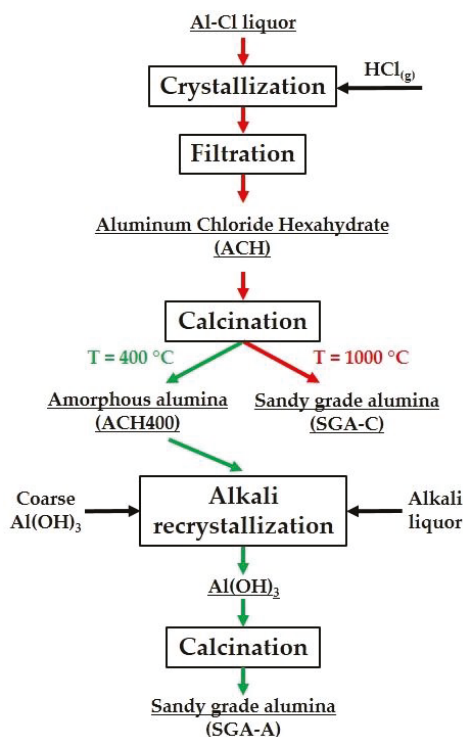 Al-Cl liquor
HCl(g)
Crystallization
Filtration
Aluminum Chloride Hexahydrate
(ACH)
Calcination
T = 400 °C
T = 1000 °C
Amorphous alumina
(ACH400)
Sandy grade alumina
(SGA-C)
Coarse
Al(OH)₃
Alkali
recrystallization
Alkali
liquor
Al(OH)₃
Calcination
Sandy grade alumina
(SGA-A)